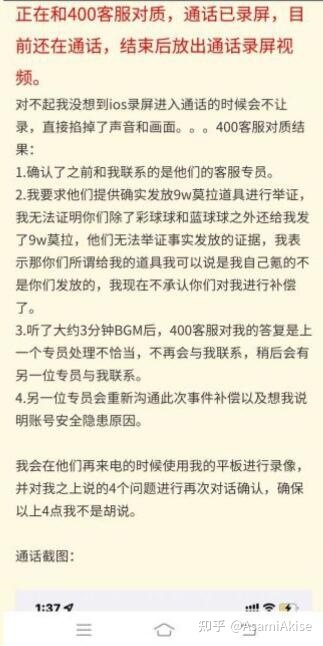 正在和400客服对质，通话已录屏，目
前还在通话，结束后放出通话录屏视
频。
对不起我没想到ios录屏进入通话的时候会不让
录，直接掐掉了声音和画面。。。400客服对质结
果：
1.确认了之前和我联系的是他们的客服专员。
2.我要求他们提供确实发放9w莫拉道具进行举证，
我无法证明你们除了彩球球和蓝球球之外还给我发
了9w莫拉，他们无法举证事实发放的证据，我表
示那你们所谓给我的道具我可以说是我自己氪的不
是你们发放的，我现在不承认你们对我进行补偿
了。
3.听了大约3分钟BGM后，400客服对我的答复是上
一个专员处理不恰当，不再会与我联系，稍后会有
另一位专员与我联系。
4.另一位专员会重新沟通此次事件补偿以及想我说
明账号安全隐患原因。
我会在他们再来电的时候使用我的平板进行录像，
并对我之上说的4个问题进行再次对话确认，确保
以上4点我不是胡说。
通话截图：
1:37
知乎 @AsamiAkise